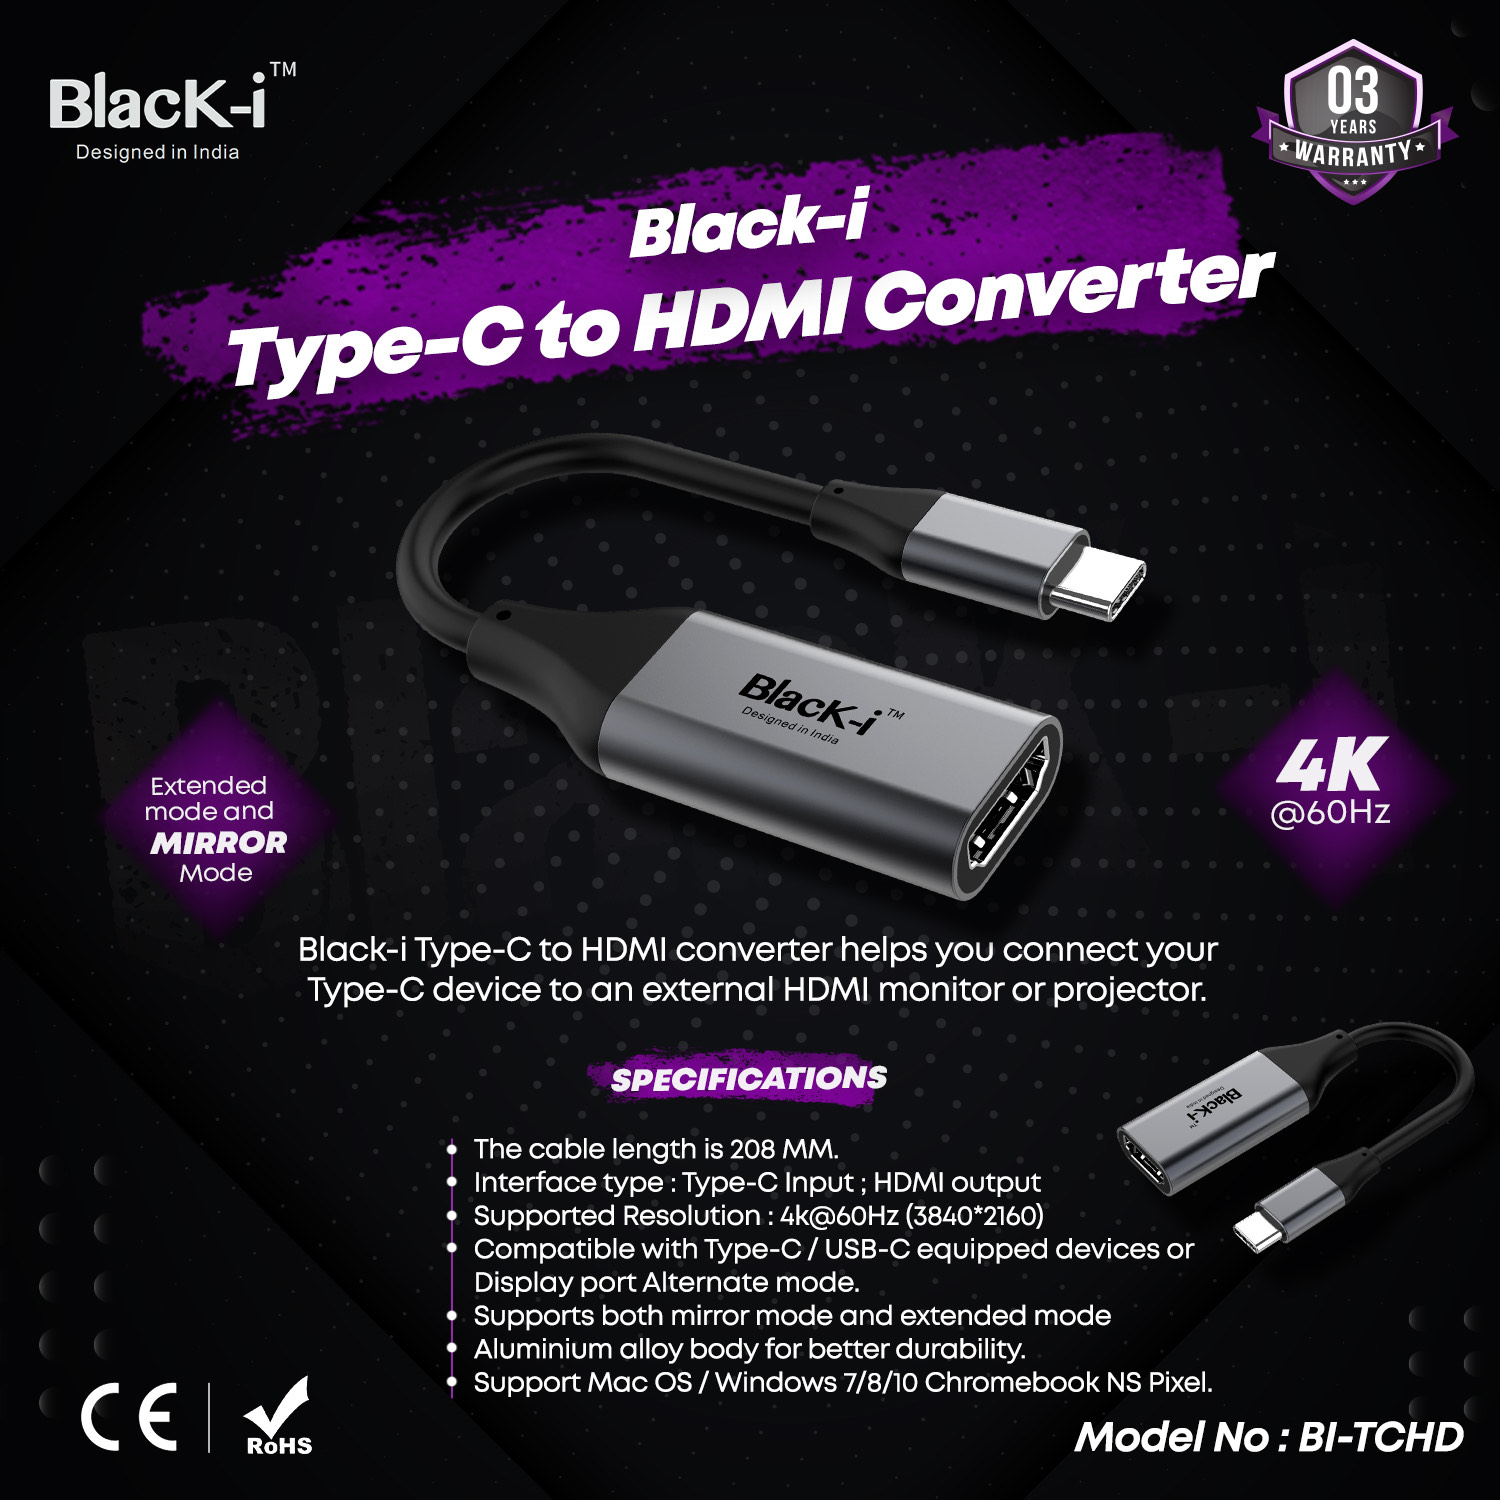 BlacK-i™
Designed in India
03
YEARS
WARRANTY
Black-i
Type-C to HDMI Converter
BlacK-i™
Designed in India
Extended
mode and
MIRROR
Mode
4K
@60Hz
Black-i Type-C to HDMI converter helps you connect your
Type-C device to an external HDMI monitor or projector.
SPECIFICATIONS
The cable length is 208 MM.
Interface type : Type-C Input ; HDMI output
Supported Resolution : 4k@60Hz (3840*2160)
Compatible with Type-C / USB-C equipped devices or
Display port Alternate mode.
Supports both mirror mode and extended mode
Aluminium alloy body for better durability.
Support Mac OS / Windows 7/8/10 Chromebook NS Pixel.
BlacK-i™
Designed in India
CE
RoHS
Model No : BI-TCHD